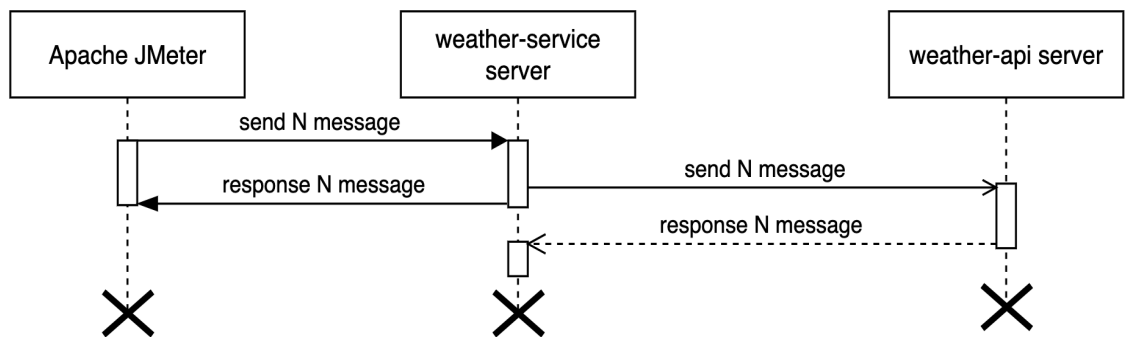 Apache JMeter
weather-service
server
weather-api server
send N message
send N message
response N message
response N message